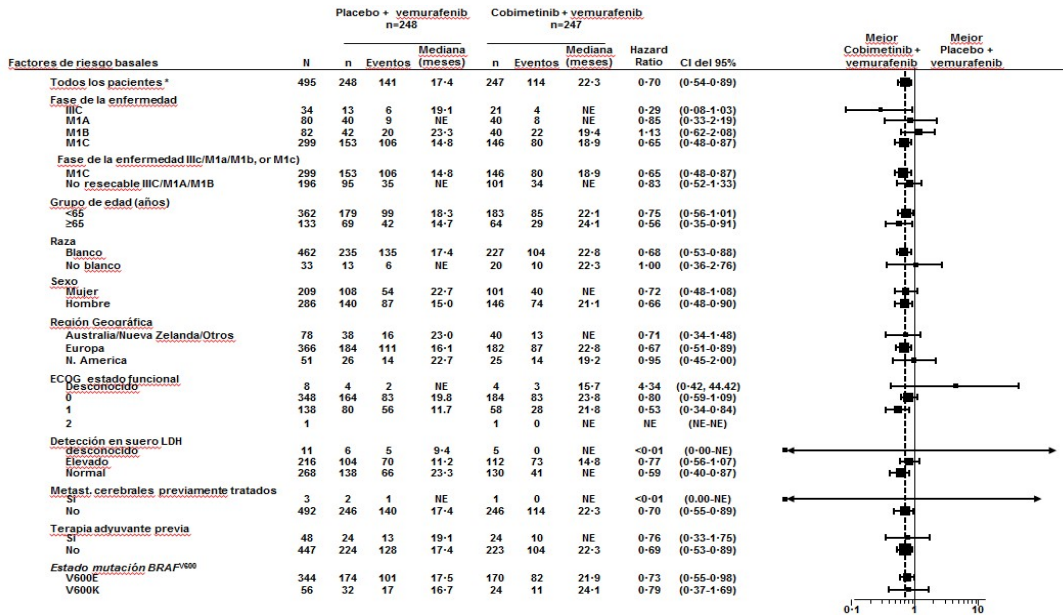 Placebo + vemurafenib n=248 Cobimetinib + vemurafenib n=247
Factores de riesgo basales N n Eventos Mediana (meses) n Eventos Mediana (meses) Hazard Ratio CI del 95% Mejor Cobimetinib + vemurafenib Mejor Placebo + vemurafenib
Todos los pacientes * 495 248 141 17·4 247 114 22·3 0·70 (0·54-0·89)
Fase de la enfermedad
IIIC 34 13 6 19·1 21 4 NE 0·29 (0·08-1·03)
M1A 80 40 9 NE 40 8 NE 0·85 (0·33-2·19)
M1B 82 42 20 23·3 40 22 19·4 1·13 (0·62-2·08)
M1C 299 153 106 14·8 146 80 18·9 0·65 (0·48-0·87)
Fase de la enfermedad IIIc/M1a/M1b, or M1c)
M1C 299 153 106 14·8 146 80 18·9 0·65 (0·48-0·87)
No resecable IIIC/M1A/M1B 196 95 35 NE 101 34 NE 0·83 (0·52-1·33)
Grupo de edad (años)
<65 362 179 99 18·3 183 85 22·1 0·75 (0·56-1·01)
≥65 133 69 42 14·7 64 29 24·1 0·56 (0·35-0·91)
Raza
Blanco 462 235 135 17·4 227 104 22·8 0·68 (0·53-0·88)
No blanco 33 13 6 NE 20 10 22·3 1·00 (0·36-2·76)
Sexo
Mujer 209 108 54 22·7 101 40 NE 0·72 (0·48-1·08)
Hombre 286 140 87 15·0 146 74 21·1 0·66 (0·48-0·90)
Región Geográfica
Australia/Nueva Zelanda/Otros 78 38 16 23·0 40 13 NE 0·71 (0·34-1·48)
Europa 366 184 111 16·1 182 87 22·8 0·67 (0·51-0·89)
N. America 51 26 14 22·7 25 14 19·2 0·95 (0·45-2·00)
ECOG estado funcional
Desconocido 8 4 2 NE 4 3 15·7 4·34 (0·42, 44.42)
0 348 164 83 19.8 184 83 23·8 0·80 (0·59-1·09)
1 138 80 56 11·7 58 28 21·8 0·53 (0·34-0·84)
2 1 1 0 NE NE (NE-NE)
Detección en suero LDH
desconocido 11 6 5 9·4 5 0 NE <0·01 (0·00-NE)
Elevado 216 104 70 11·2 112 73 14·8 0·77 (0·56-1·07)
Normal 268 138 66 23·3 130 41 NE 0·59 (0·40-0·87)
Metast. cerebrales previamente tratados
Si 3 2 1 NE 1 0 NE <0·01 (0.00-NE)
No 492 246 140 17·4 246 114 22·3 0·70 (0·55-0·89)
Terapia adyuvante previa
Si 48 24 13 19·1 24 10 NE 0·76 (0·33-1·75)
No 447 224 128 17·4 223 104 22·3 0·69 (0·53-0·89)
Estado mutación BRAFV600
V600E 344 174 101 17·5 170 82 21·9 0·73 (0·55-0·98)
V600K 56 32 17 16·7 24 11 24·1 0·79 (0·37-1·69)
0·1 1 10